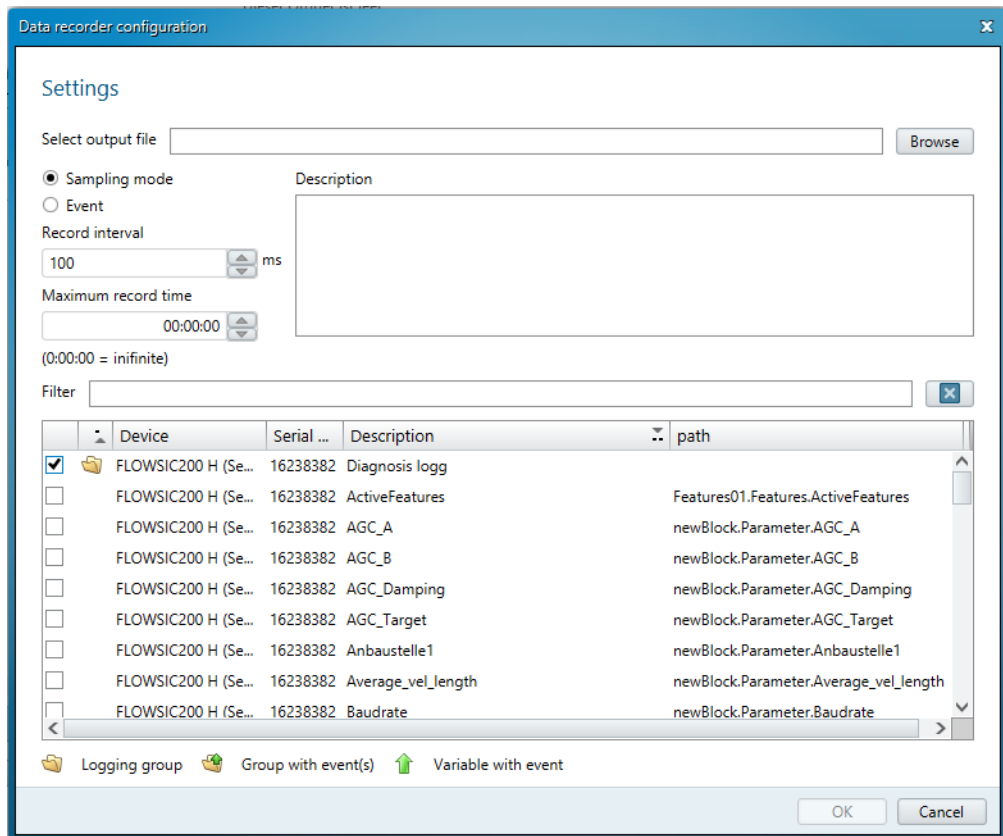 Data recorder configuration
Settings
Select output file Browse
Sampling mode Description
Event
Record interval
100 ms
Maximum record time
00:00:00
(0:00:00 = inifinite)
Filter
Device Serial ... Description path
FLOWSIC200 H (Se... 16238382 Diagnosis logg
FLOWSIC200 H (Se... 16238382 ActiveFeatures Features01.Features.ActiveFeatures
FLOWSIC200 H (Se... 16238382 AGC_A newBlock.Parameter.AGC_A
FLOWSIC200 H (Se... 16238382 AGC_B newBlock.Parameter.AGC_B
FLOWSIC200 H (Se... 16238382 AGC_Damping newBlock.Parameter.AGC_Damping
FLOWSIC200 H (Se... 16238382 AGC_Target newBlock.Parameter.AGC_Target
FLOWSIC200 H (Se... 16238382 Anbaustelle1 newBlock.Parameter.Anbaustelle1
FLOWSIC200 H (Se... 16238382 Average_vel_length newBlock.Parameter.Average_vel_length
FLOWSIC200 H (Se... 16238382 Baudrate newBlock.Parameter.Baudrate
Logging group Group with event(s) Variable with event
OK Cancel